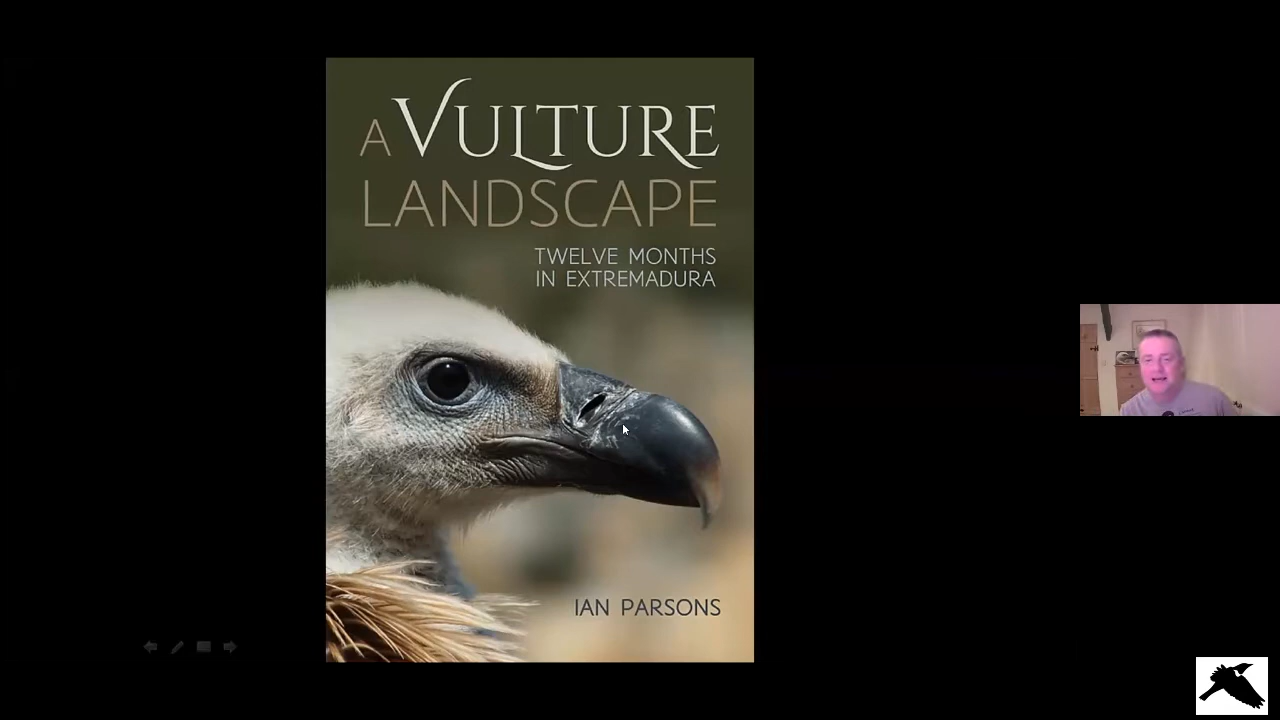 A VULTURE
LANDSCAPE
TWELVE MONTHS
IN EXTREMADURA
IAN PARSONS